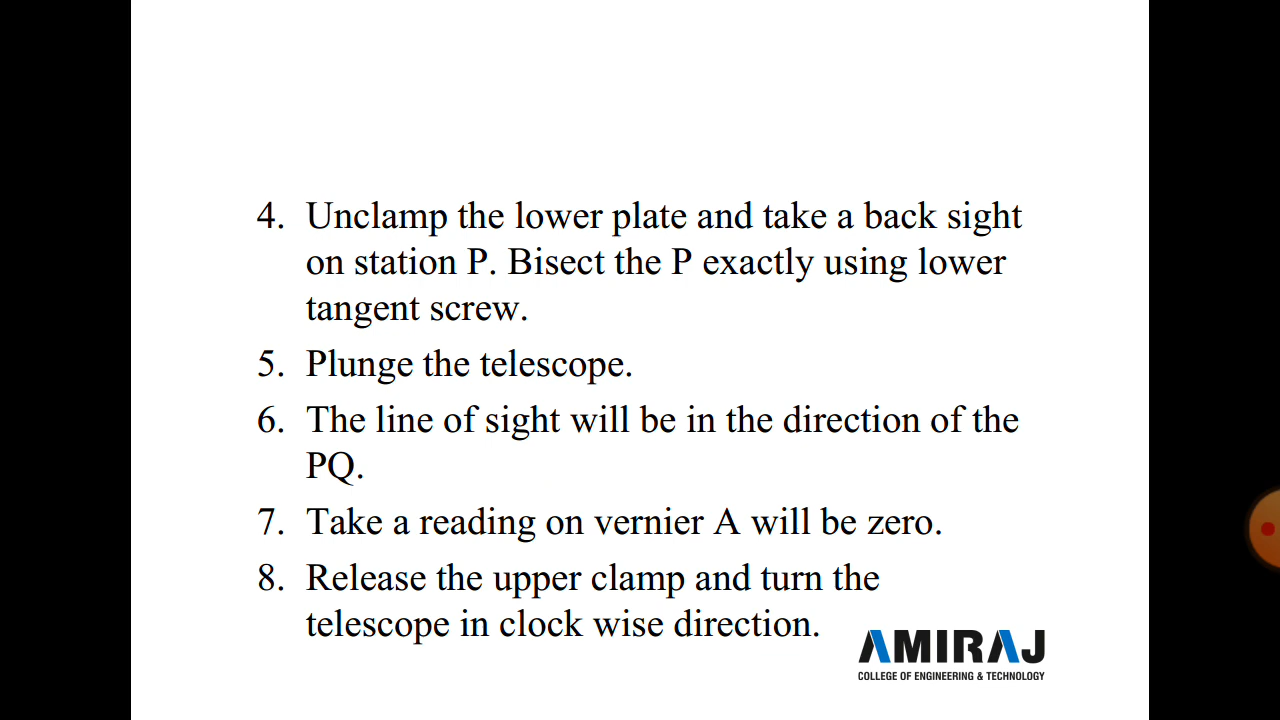 4. Unclamp the lower plate and take a back sight
on station P. Bisect the P exactly using lower
tangent screw.
5. Plunge the telescope.
6. The line of sight will be in the direction of the
PQ.
7. Take a reading on vernier A will be zero.
8. Release the upper clamp and turn the
telescope in clock wise direction.
AMIRAJ
COLLEGE OF ENGINEERING & TECHNOLOGY